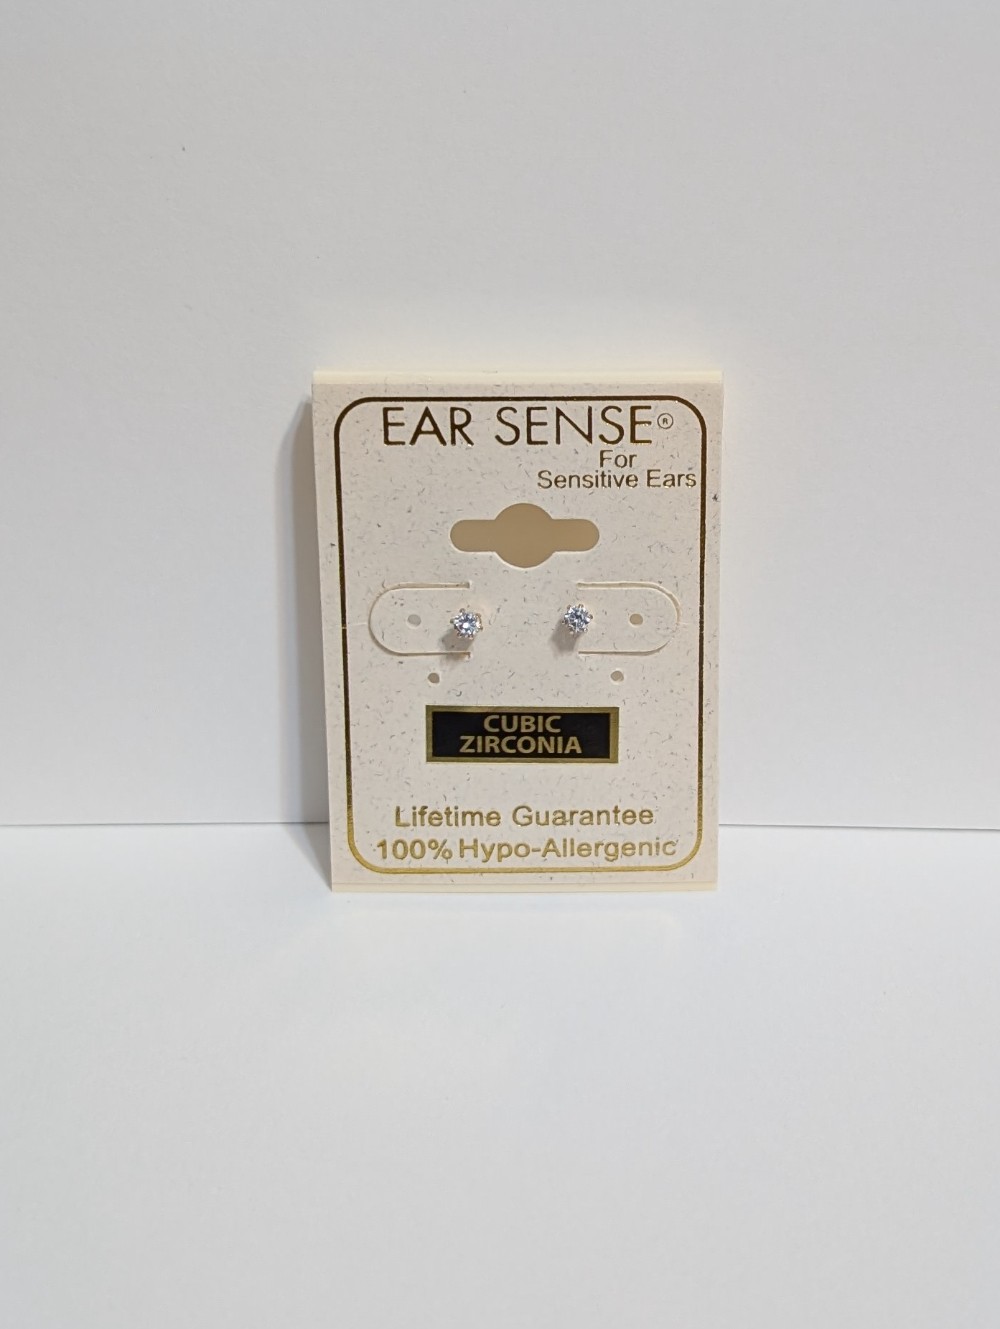 EAR SENSE®
For
Sensitive Ears
CUBIC
ZIRCONIA
Lifetime Guarantee
100% Hypo-Allergenic